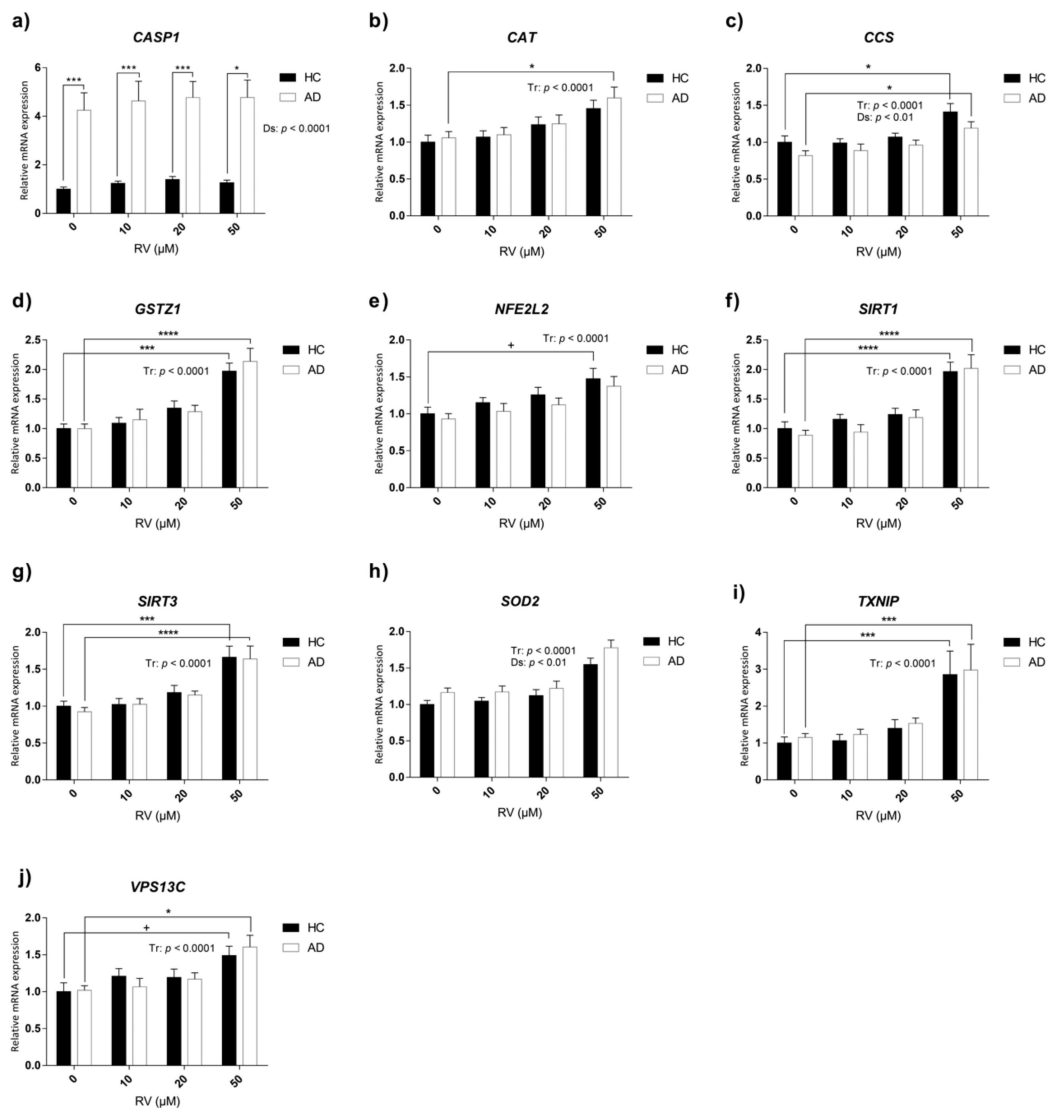 a)
CASP1
Relative mRNA expression
6
4
2
0
***
***
***
*
HC
AD
Ds: p < 0.0001
0
10
20
50
RV (µM)
b)
CAT
Relative mRNA expression
2.0
1.5
1.0
0.5
0.0
*
Tr: p < 0.0001
HC
AD
0
10
20
50
RV (µM)
c)
CCS
Relative mRNA expression
2.0
1.5
1.0
0.5
0.0
*
*
Tr: p < 0.0001
Ds: p < 0.01
HC
AD
0
10
20
50
RV (µM)
d)
GSTZ1
Relative mRNA expression
2.5
2.0
1.5
1.0
0.5
0.0
****
***
Tr: p < 0.0001
HC
AD
0
10
20
50
RV (µM)
e)
NFE2L2
Relative mRNA expression
2.0
1.5
1.0
0.5
0.0
Tr: p < 0.0001
+
HC
AD
0
10
20
50
RV (µM)
f)
SIRT1
Relative mRNA expression
2.5
2.0
1.5
1.0
0.5
0.0
****
****
Tr: p < 0.0001
HC
AD
0
10
20
50
RV (µM)
g)
SIRT3
Relative mRNA expression
2.0
1.5
1.0
0.5
0.0
***
****
Tr: p < 0.0001
HC
AD
0
10
20
50
RV (µM)
h)
SOD2
Relative mRNA expression
2.0
1.5
1.0
0.5
0.0
Tr: p < 0.0001
Ds: p < 0.01
HC
AD
0
10
20
50
RV (µM)
i)
TXNIP
Relative mRNA expression
4
3
2
1
0
***
***
Tr: p < 0.0001
HC
AD
0
10
20
50
RV (µM)
j)
VPS13C
Relative mRNA expression
2.0
1.5
1.0
0.5
0.0
*
+
Tr: p < 0.0001
HC
AD
0
10
20
50
RV (µM)